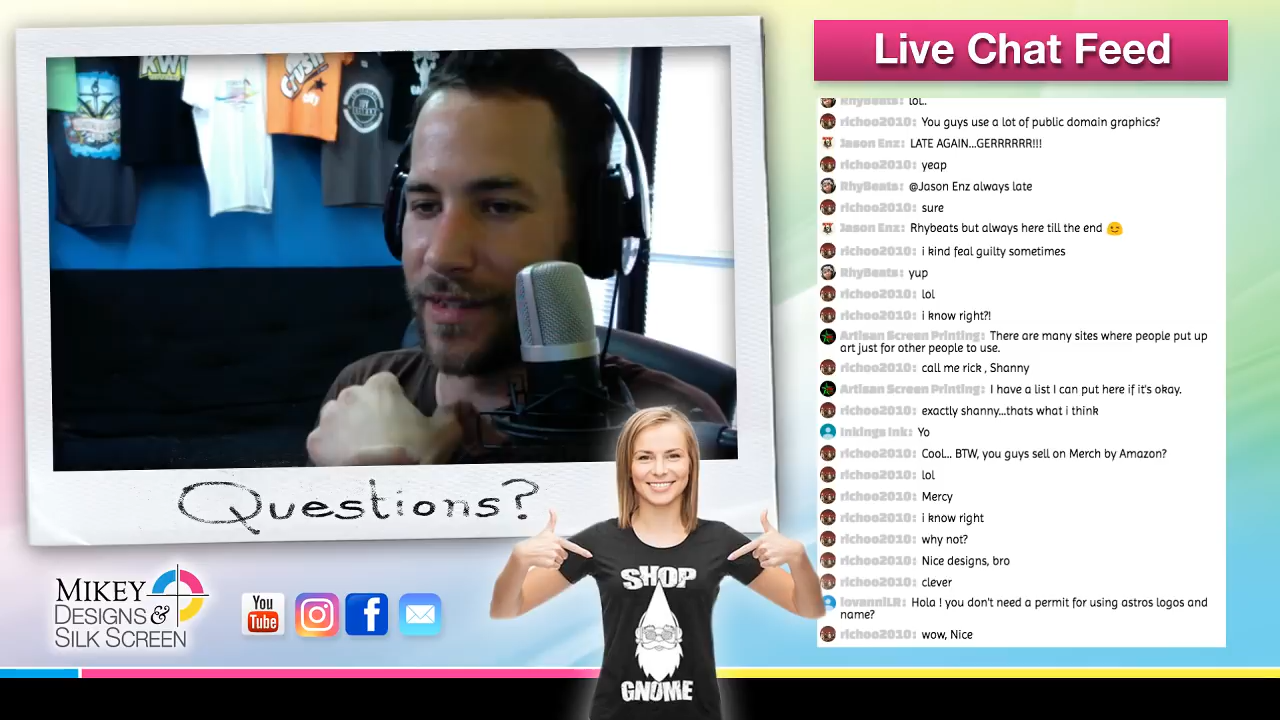 Live Chat Feed
RhyBeats: lol.
richoo2010: You guys use a lot of public domain graphics?
Jason Enz: LATE AGAIN...GERRRRRR!!!
richoo2010: yeap
RhyBeats: @Jason Enz always late
richoo2010: sure
Jason Enz: Rhybeats but always here till the end 😉
richoo2010: i kind feal guilty sometimes
RhyBeats: yup
richoo2010: lol
richoo2010: i know right?!
Artisan Screen Printing: There are many sites where people put up
art just for other people to use.
richoo2010: call me rick , Shanny
Artisan Screen Printing: I have a list I can put here if it's okay.
richoo2010: exactly shanny...thats what i think
Inkings Ink: Yo
richoo2010: Cool... BTW, you guys sell on Merch by Amazon?
richoo2010: lol
richoo2010: Mercy
richoo2010: i know right
richoo2010: why not?
richoo2010: Nice designs, bro
richoo2010: clever
iovanniLR: Hola ! you don't need a permit for using astros logos and
name?
richoo2010: wow, Nice
KWI
Crush
Questions?
MIKEY
DESIGNS &
SILK SCREEN
You
Tube
f
SHOP
GNOME